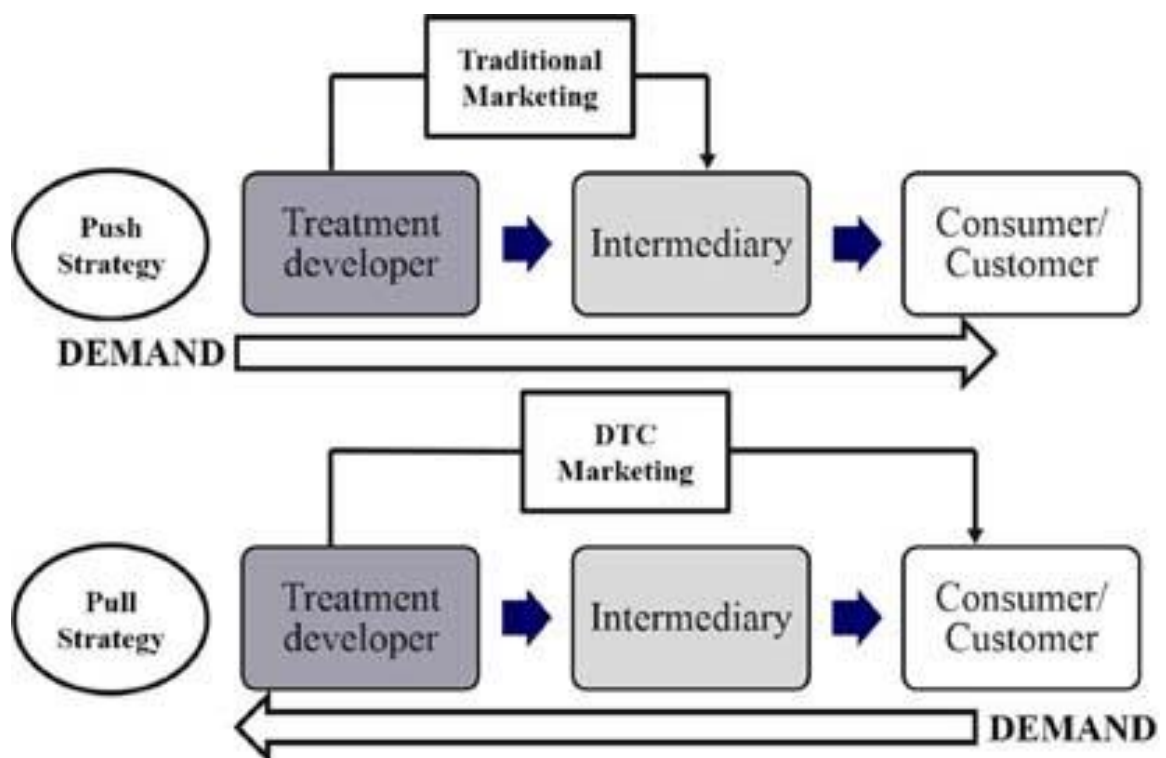 Traditional
Marketing
Push
Strategy
Treatment
developer
Intermediary
Consumer/
Customer
DEMAND
DTC
Marketing
Pull
Strategy
Treatment
developer
Intermediary
Consumer/
Customer
DEMAND